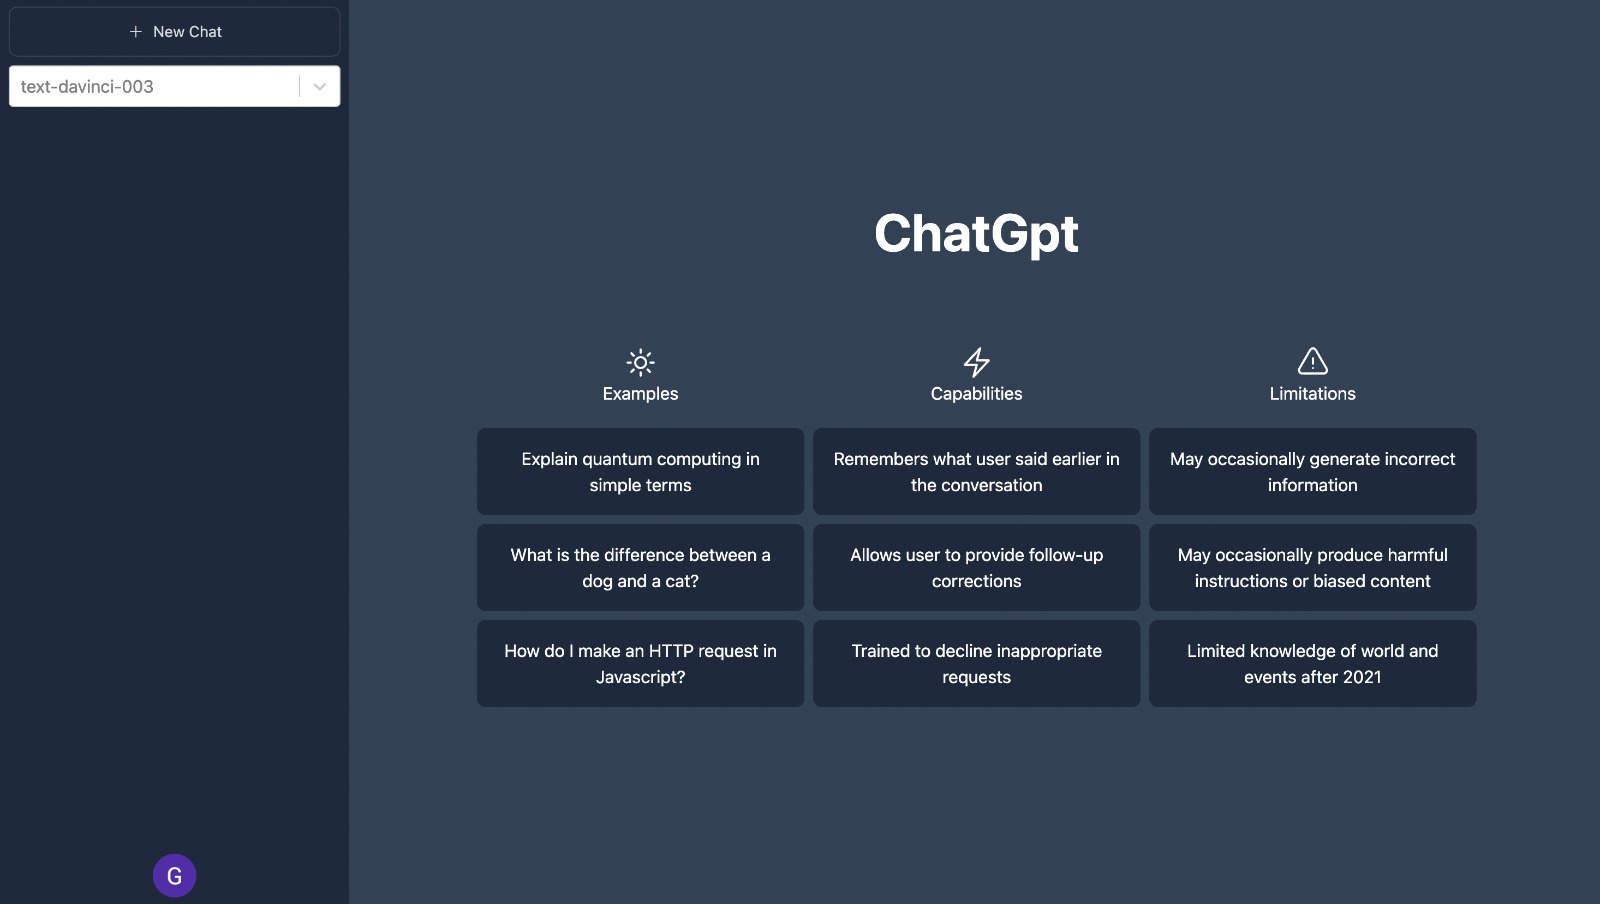 New Chat
text-davinci-003
ChatGpt
Examples
Explain quantum computing in
simple terms
What is the difference between a
dog and a cat?
How do I make an HTTP request in
Javascript?
Capabilities
Remembers what user said earlier in
the conversation
Allows user to provide follow-up
corrections
Trained to decline inappropriate
requests
Limitations
May occasionally generate incorrect
information
May occasionally produce harmful
instructions or biased content
Limited knowledge of world and
events after 2021
G